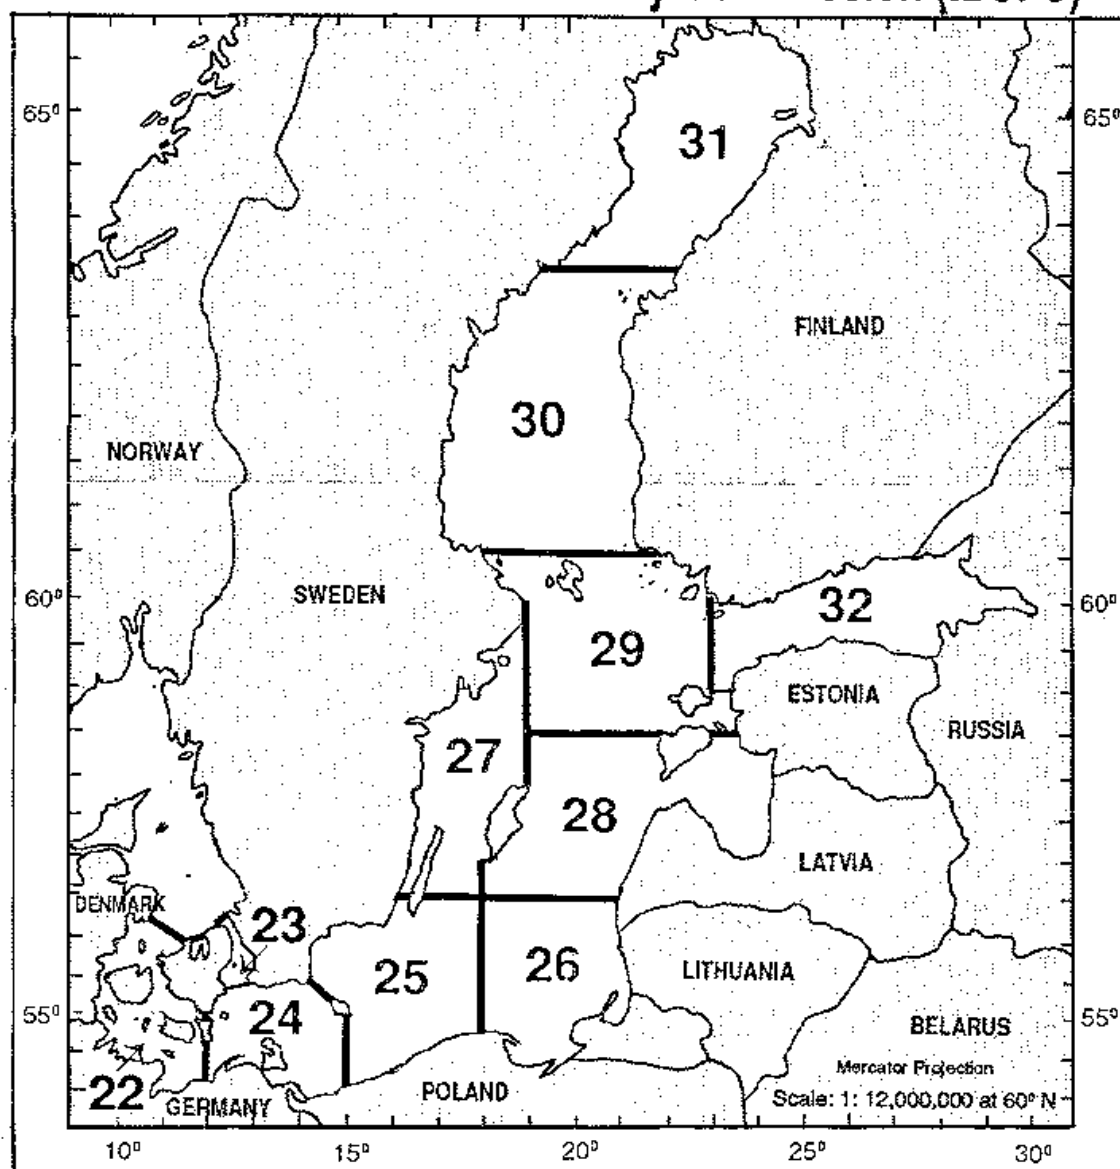 65°
65°
31
FINLAND
30
NORWAY
SWEDEN
60°
60°
32
29
ESTONIA
RUSSIA
27
28
LATVIA
DENMARK
23
25
26
LITHUANIA
24
55°
55°
BELARUS
Mercator Projection
22
GERMANY
POLAND
Scale: 1: 12,000,000 at 60° N
10° 15° 20° 25° 30°